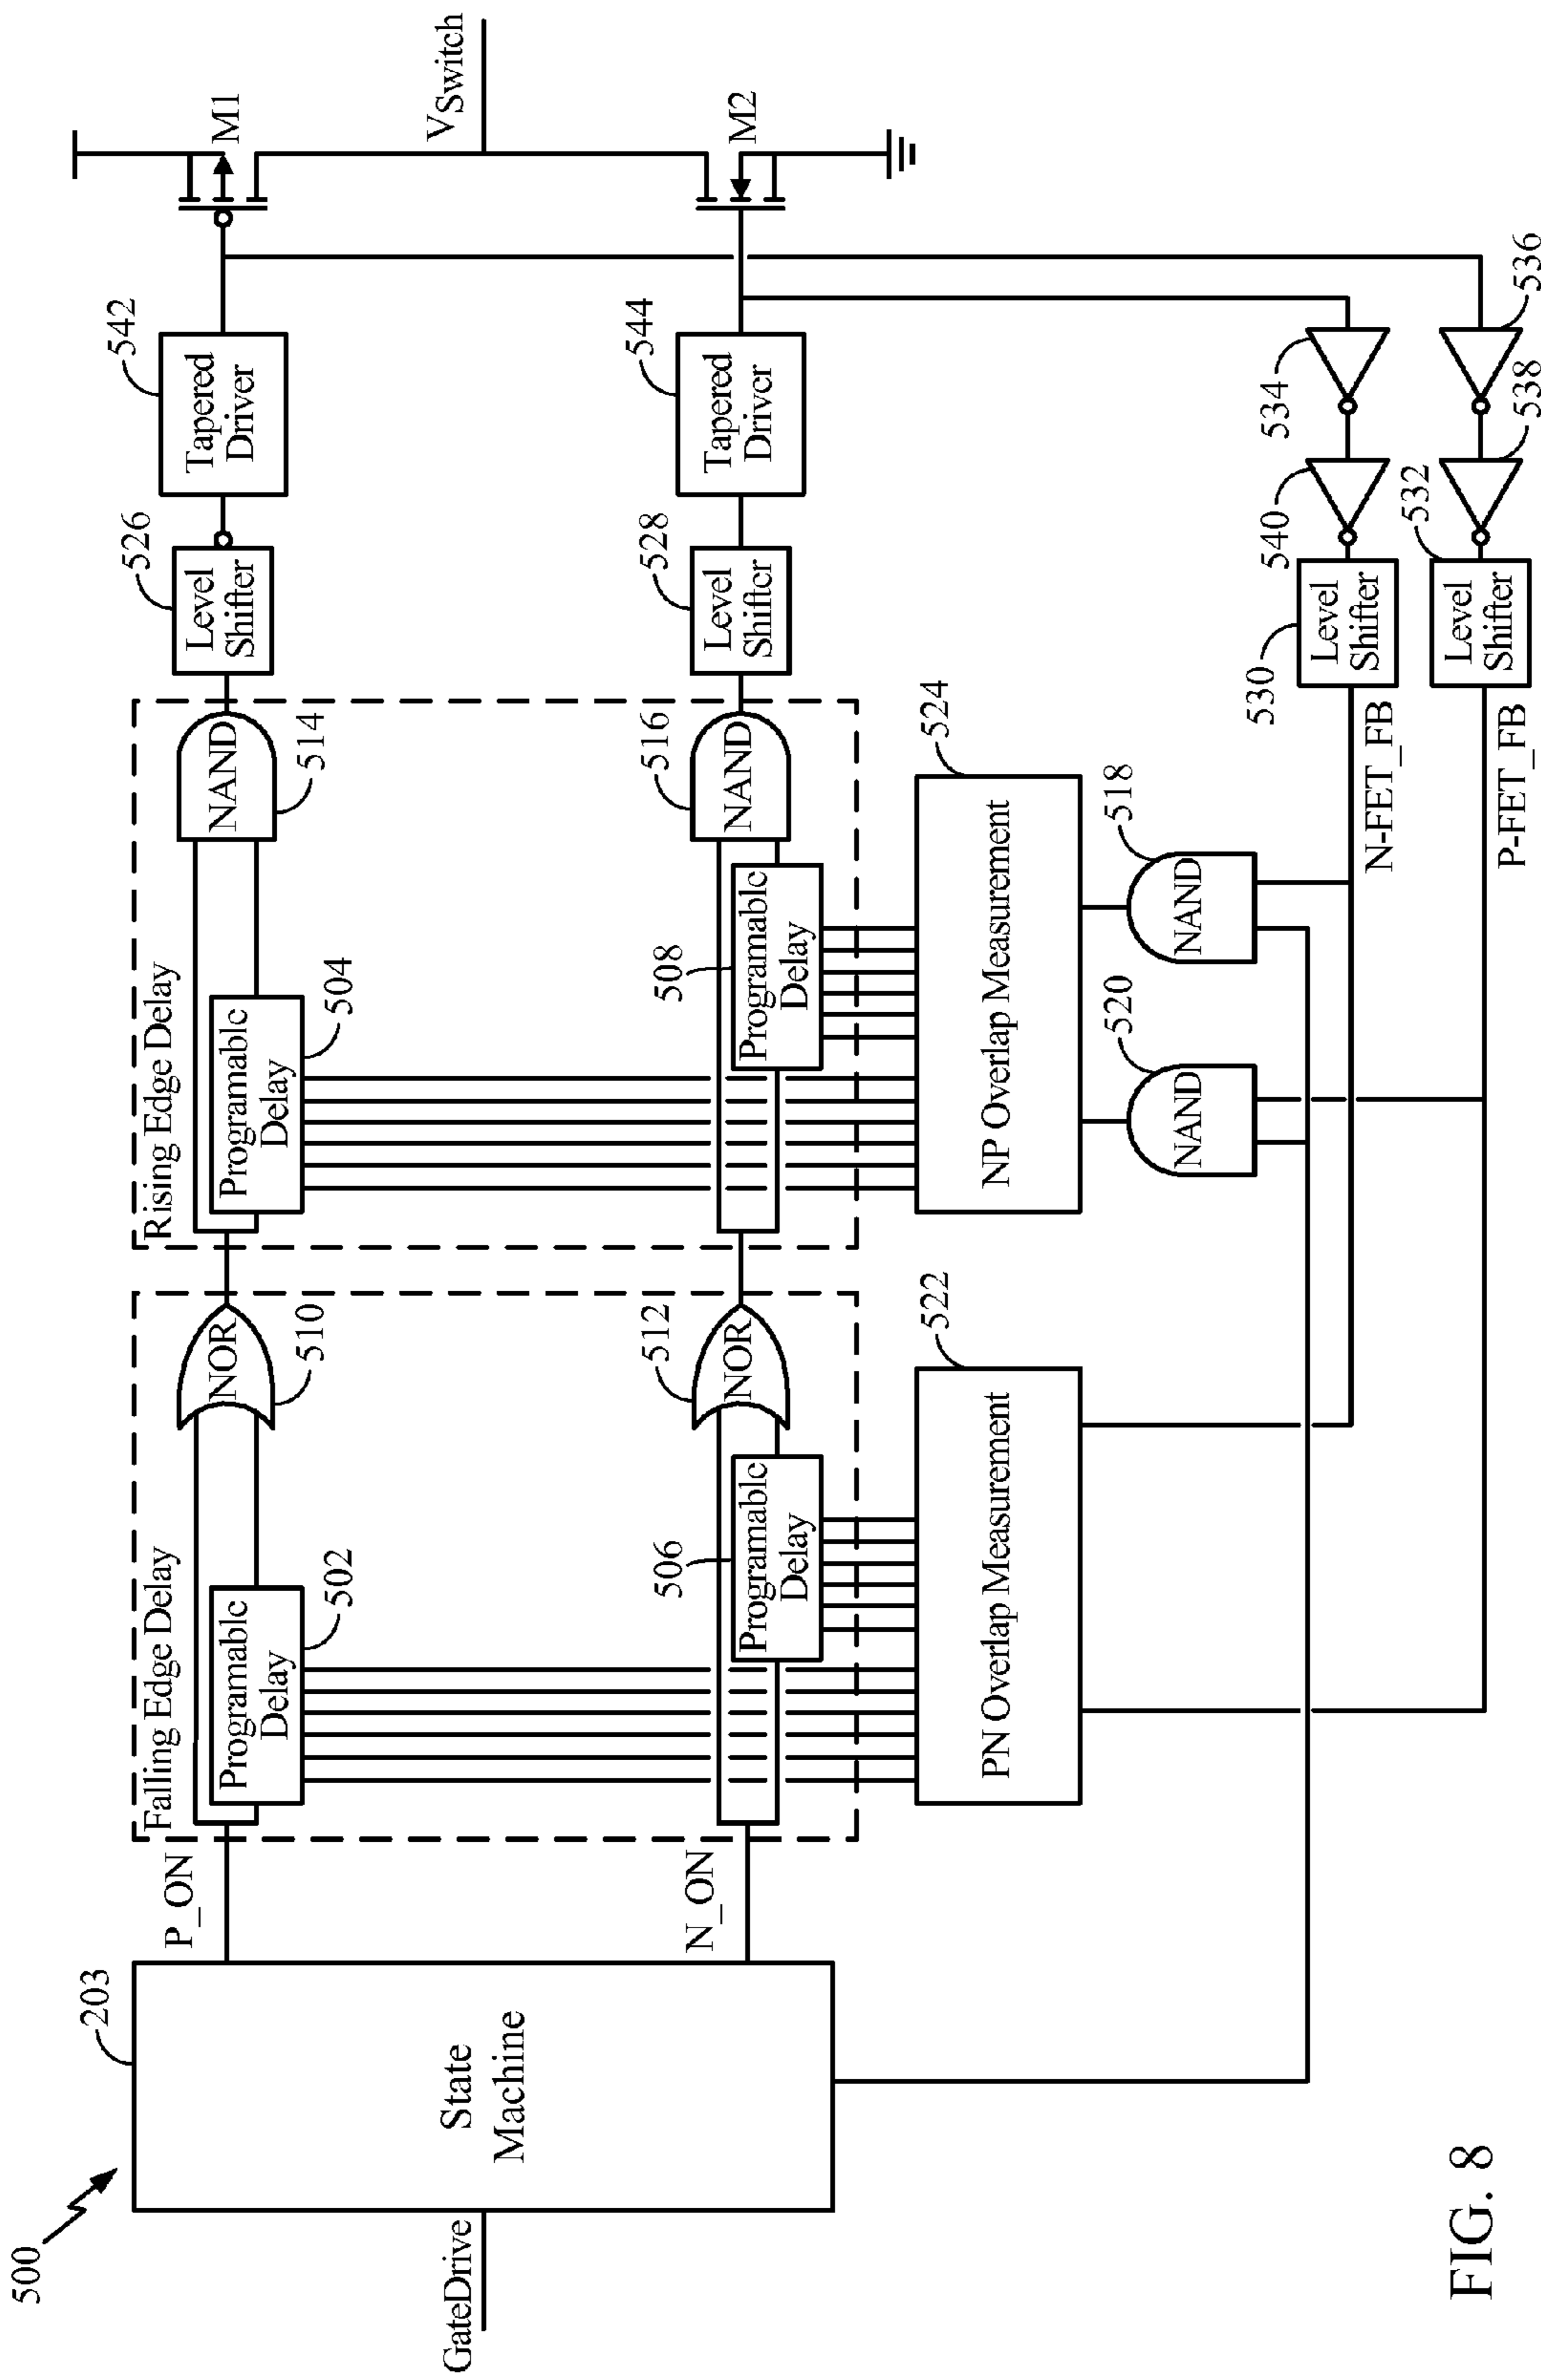 500
GateDrive
203
State
Machine
P_ON
N_ON
Falling Edge Delay
Programable
Delay
502
NOR
510
506
Programable
Delay
512
NOR
522
PN Overlap Measurement
Rising Edge Delay
Programable
Delay
504
NAND
514
508
Programable
Delay
516
NAND
524
NP Overlap Measurement
520
NAND
518
NAND
526
Level
Shifter
528
Level
Shifter
542
Tapered
Driver
544
Tapered
Driver
M1
VSwitch
M2
534
540
530
Level
Shifter
N-FET_FB
536
538
532
Level
Shifter
P-FET_FB
FIG. 8